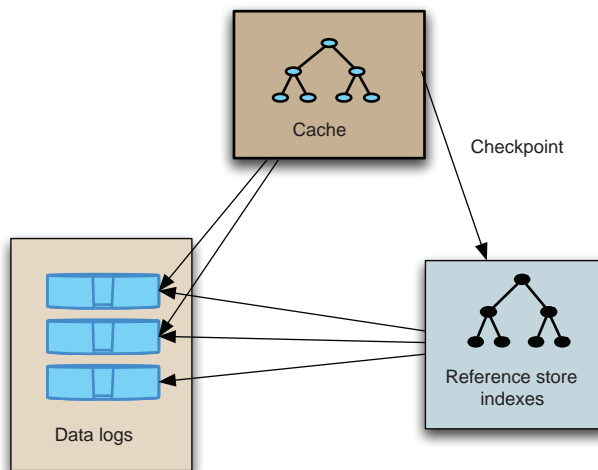 Cache
Checkpoint
Reference store
indexes
Data logs